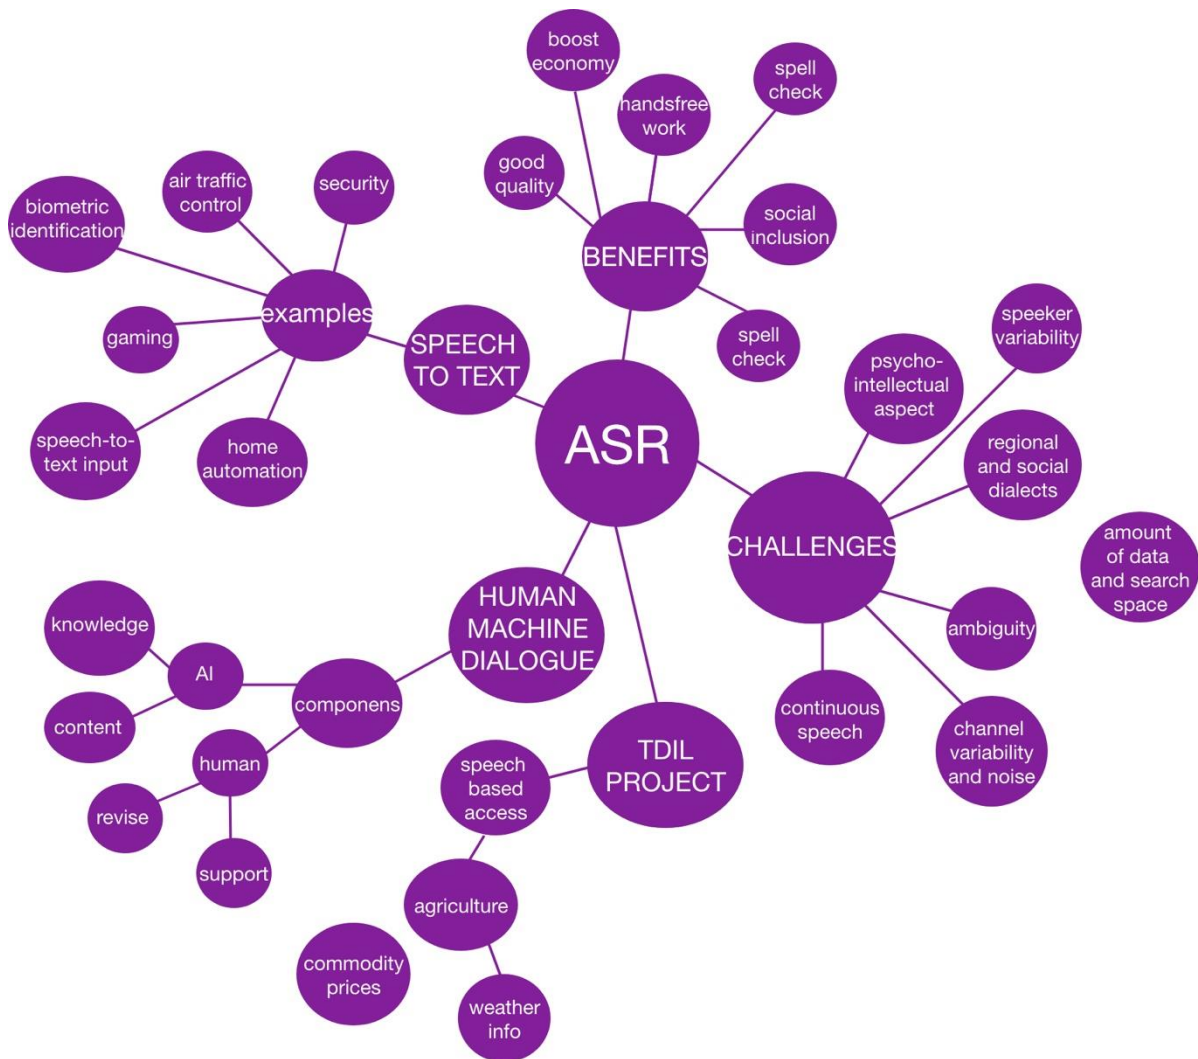 boost
economy
spell
check
handsfree
work
good
quality
social
inclusion
BENEFITS
spell
check
air traffic
control
security
biometric
identification
examples
gaming
speech-to-
text input
home
automation
SPEECH
TO TEXT
ASR
speeker
variability
psycho-
intellectual
aspect
regional
and social
dialects
CHALLENGES
amount
of data
and search
space
ambiguity
continuous
speech
channel
variability
and noise
HUMAN
MACHINE
DIALOGUE
componens
knowledge
AI
content
human
revise
support
TDIL
PROJECT
speech
based
access
agriculture
commodity
prices
weather
info